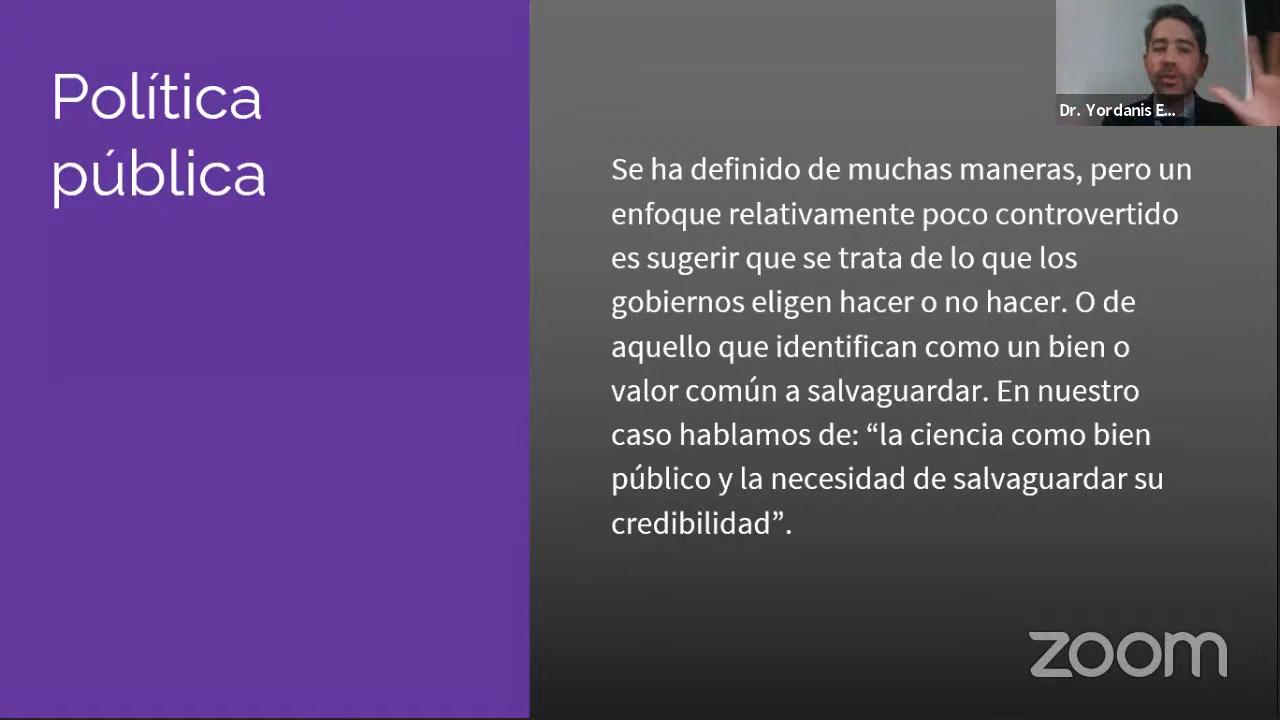 Política
pública
Dr. Yordanis E...
Se ha definido de muchas maneras, pero un
enfoque relativamente poco controvertido
es sugerir que se trata de lo que los
gobiernos eligen hacer o no hacer. O de
aquello que identifican como un bien o
valor común a salvaguardar. En nuestro
caso hablamos de: “la ciencia como bien
público y la necesidad de salvaguardar su
credibilidad”.
zoom